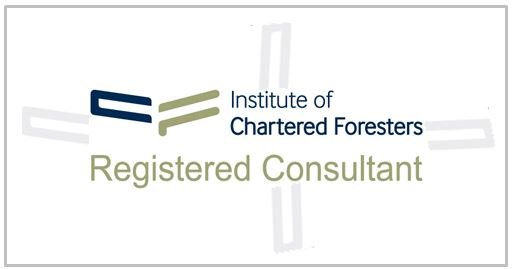 Institute of
Chartered Foresters
Registered Consultant